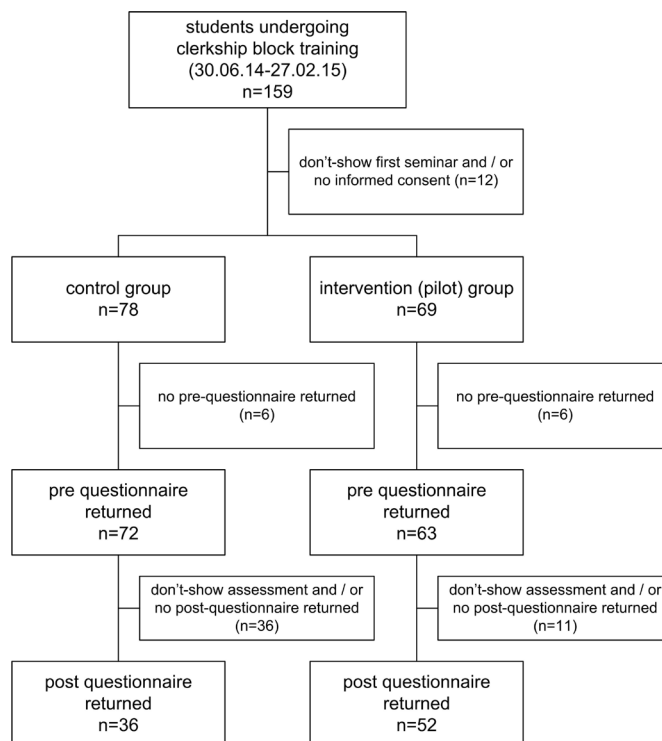 students undergoing
clerkship block training
(30.06.14-27.02.15)
n=159
don't-show first seminar and / or
no informed consent (n=12)
control group
n=78
intervention (pilot) group
n=69
no pre-questionnaire returned
(n=6)
no pre-questionnaire returned
(n=6)
pre questionnaire
returned
n=72
pre questionnaire
returned
n=63
don't-show assessment and / or
no post-questionnaire returned
(n=36)
don't-show assessment and / or
no post-questionnaire returned
(n=11)
post questionnaire
returned
n=36
post questionnaire
returned
n=52